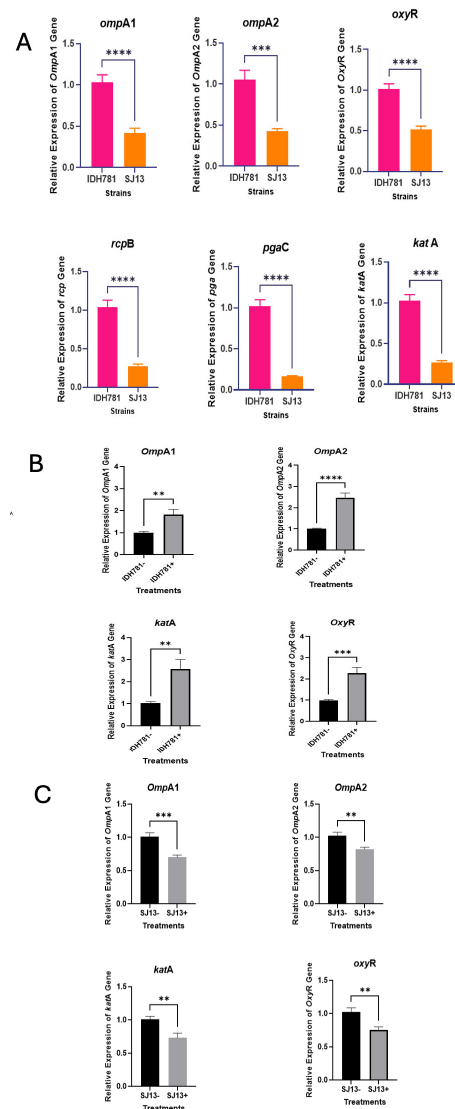 A
ompA1
Relative Expression of OmpA1 Gene
1.5
1.0
0.5
0.0
****
IDH781 SJ13
Strains
ompA2
Relative Expression of OmpA2 Gene
1.5
1.0
0.5
0.0
***
IDH781 SJ13
Strains
oxyR
Relative Expression of OxyR Gene
1.5
1.0
0.5
0.0
****
IDH781 SJ13
Strains
rcpB
Relative Expression of rcp Gene
1.5
1.0
0.5
0.0
****
IDH781 SJ13
Strains
pgaC
Relative Expression of pga Gene
1.5
1.0
0.5
0.0
****
IDH781 SJ13
Strains
kat A
Relative Expression of katA Gene
1.5
1.0
0.5
0.0
****
IDH781 SJ13
Strains
B
OmpA1
Relative Expression of OmpA1 Gene
4
3
2
1
0
**
IDH781-
IDH781+
Treatments
OmpA2
Relative Expression of OmpA2 Gene
4
3
2
1
0
****
IDH781-
IDH781+
Treatments
^
katA
Relative Expression of katA Gene
4
3
2
1
0
**
IDH781-
IDH781+
Treatments
OxyR
Relative Expression of OxyR Gene
4
3
2
1
0
***
IDH781-
IDH781+
Treatments
C
OmpA1
Relative Expression of OmpA1 Gene
1.5
1.0
0.5
0.0
***
SJ13- SJ13+
Treatments
OmpA2
Relative Expression of OmpA2 Gene
1.5
1.0
0.5
0.0
**
SJ13- SJ13+
Treatments
katA
Relative Expression of katA Gene
1.5
1.0
0.5
0.0
**
SJ13- SJ13+
Treatments
oxyR
Relative Expression of OxyR Gene
1.5
1.0
0.5
0.0
**
SJ13- SJ13+
Treatments